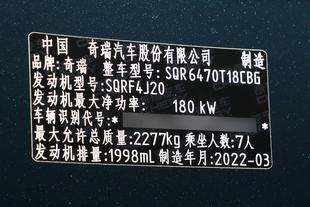 中国 奇瑞汽车股份有限公司 制造
品牌:奇瑞 整车型号:SQR6470T18CBG
发动机型号:SQRF4J20
发动机最大净功率: 180 kW
车辆识别代号:* *
最大允许总质量:2277kg 乘坐人数:7人
发动机排量:1998mL 制造年月:2022-03